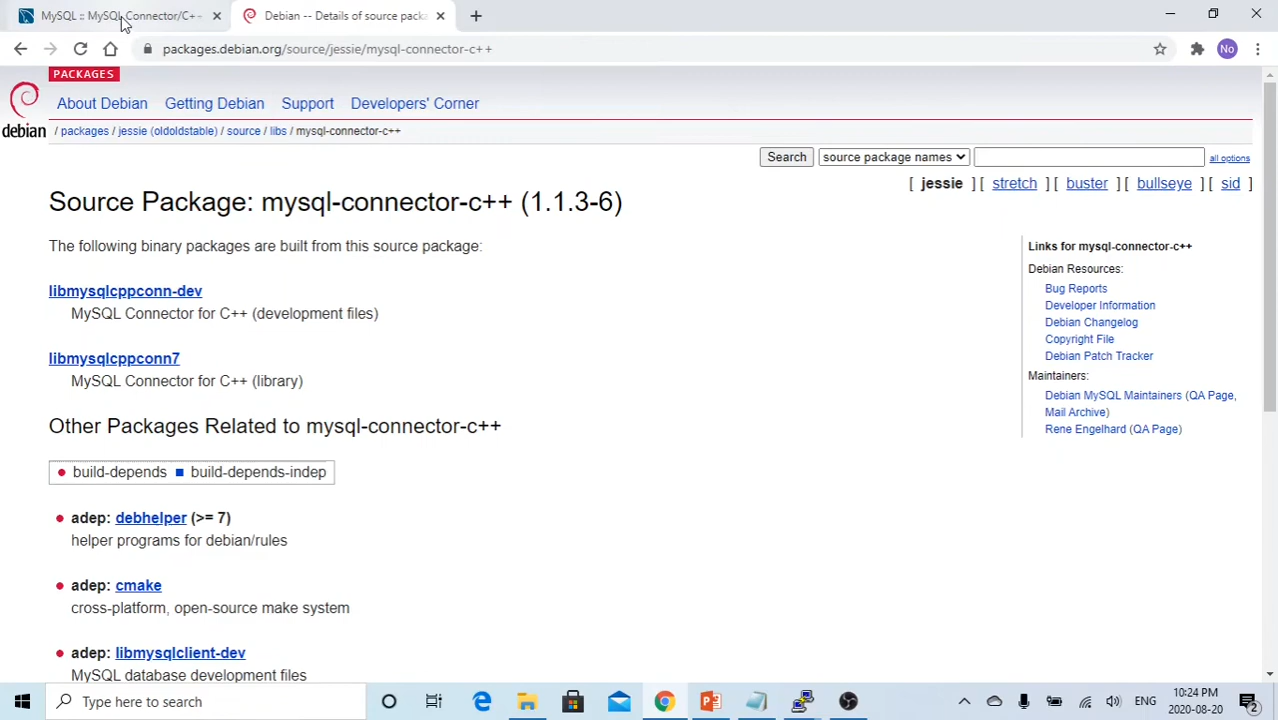 MySQL :: MySQL Connector/C++
Debian -- Details of source packa
packages.debian.org/source/jessie/mysql-connector-c++
No
PACKAGES
debian
About Debian Getting Debian Support Developers' Corner
/ packages / jessie (oldoldstable) / source / libs / mysql-connector-c++
Search source package names all options
[ jessie ] [ stretch ] [ buster ] [ bullseye ] [ sid ]
Source Package: mysql-connector-c++ (1.1.3-6)
The following binary packages are built from this source package:
libmysqlcppconn-dev
MySQL Connector for C++ (development files)
libmysqlcppconn7
MySQL Connector for C++ (library)
Other Packages Related to mysql-connector-c++
build-depends build-depends-indep
adep: debhelper (>= 7)
helper programs for debian/rules
adep: cmake
cross-platform, open-source make system
adep: libmysqlclient-dev
MySQL database development files
Links for mysql-connector-c++
Debian Resources:
Bug Reports
Developer Information
Debian Changelog
Copyright File
Debian Patch Tracker
Maintainers:
Debian MySQL Maintainers (QA Page,
Mail Archive)
Rene Engelhard (QA Page)
Type here to search
ENG
10:24 PM
2020-08-20
2